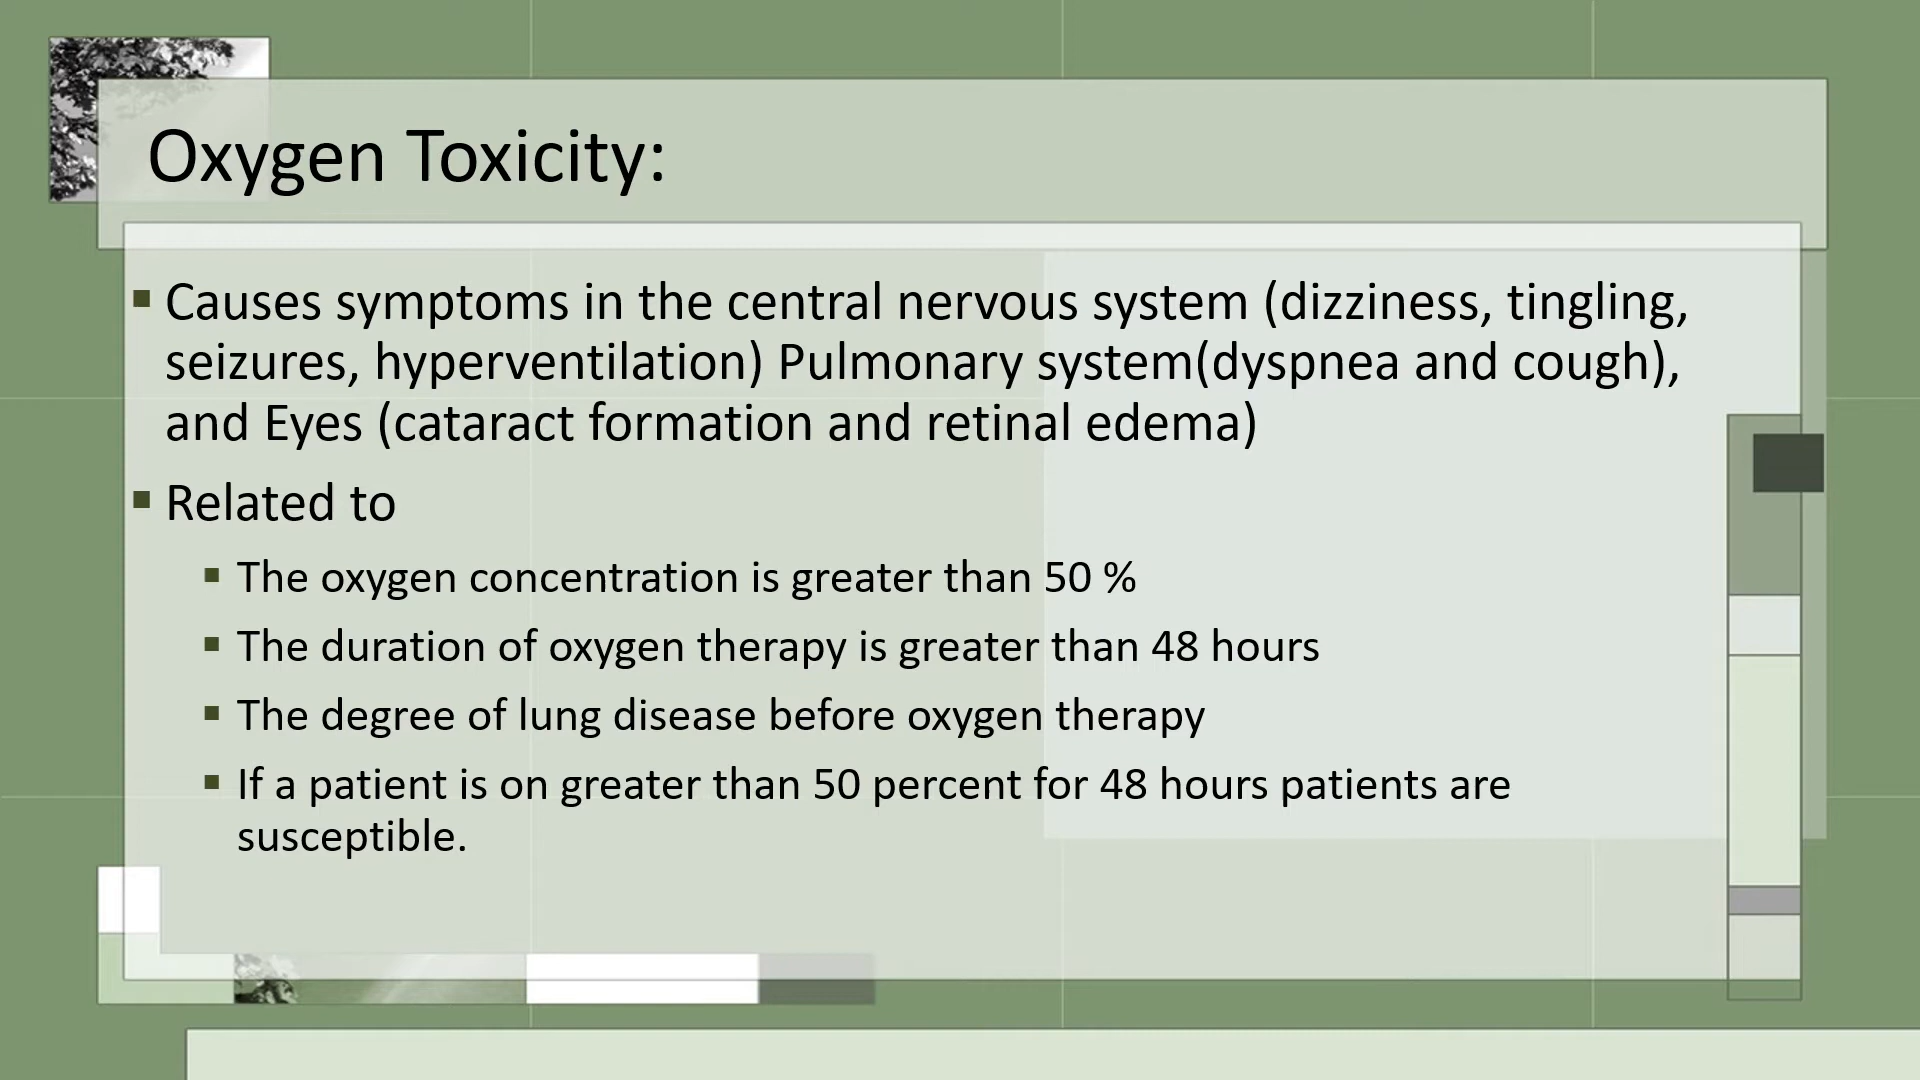 Oxygen Toxicity:
Causes symptoms in the central nervous system (dizziness, tingling,
seizures, hyperventilation) Pulmonary system(dyspnea and cough),
and Eyes (cataract formation and retinal edema)
Related to
The oxygen concentration is greater than 50 %
The duration of oxygen therapy is greater than 48 hours
The degree of lung disease before oxygen therapy
If a patient is on greater than 50 percent for 48 hours patients are
susceptible.